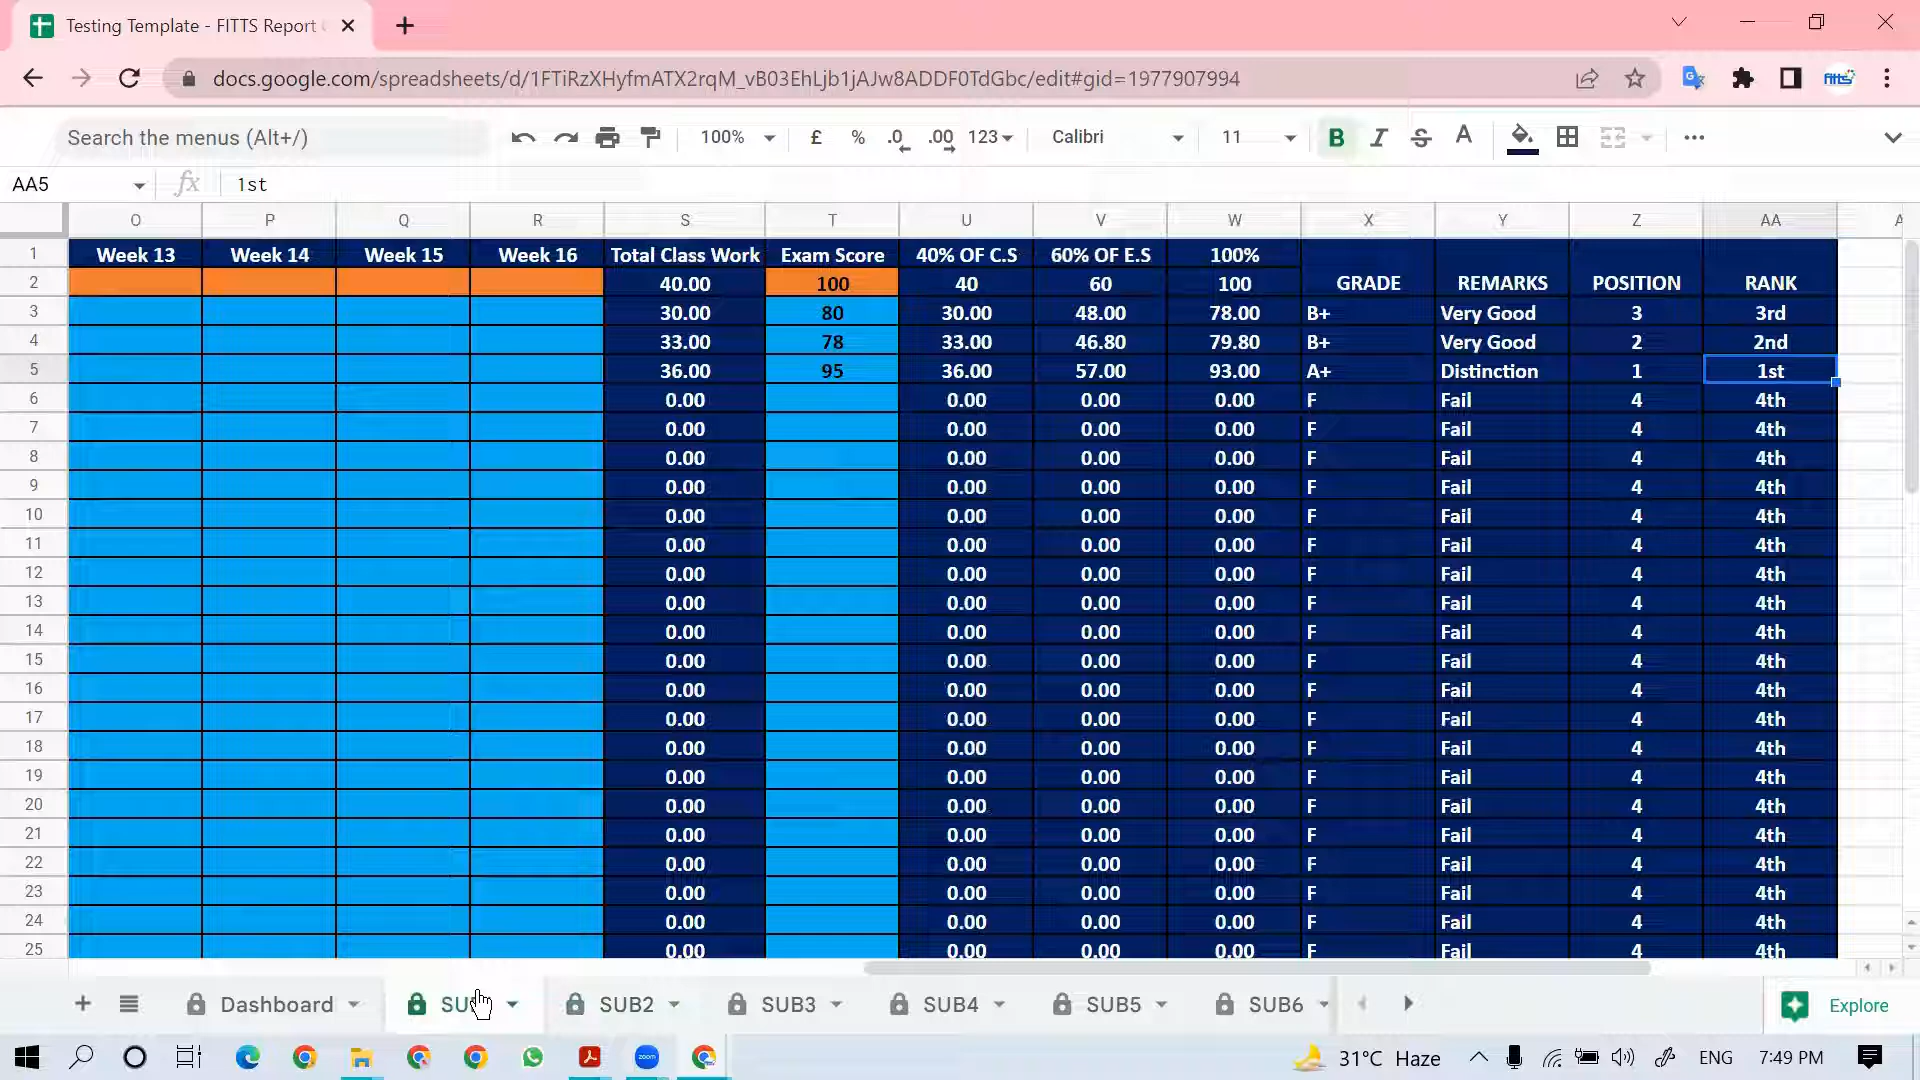 Testing Template - FITTS Report
docs.google.com/spreadsheets/d/1FTiRzXHyfmATX2rqM_vB03EhLjb1jAJw8ADDF0TdGbc/edit#gid=1977907994
fitts
Search the menus (Alt+/)
100% £ % .0 .00 123 Calibri 11 B I S A
AA5 fx 1st
O P Q R S T U V W X Y Z AA
1 Week 13 Week 14 Week 15 Week 16 Total Class Work Exam Score 40% OF C.S 60% OF E.S 100%
2 40.00 100 40 60 100 GRADE REMARKS POSITION RANK
3 30.00 80 30.00 48.00 78.00 B+ Very Good 3 3rd
4 33.00 78 33.00 46.80 79.80 B+ Very Good 2 2nd
5 36.00 95 36.00 57.00 93.00 A+ Distinction 1 1st
6 0.00 0.00 0.00 0.00 F Fail 4 4th
7 0.00 0.00 0.00 0.00 F Fail 4 4th
8 0.00 0.00 0.00 0.00 F Fail 4 4th
9 0.00 0.00 0.00 0.00 F Fail 4 4th
10 0.00 0.00 0.00 0.00 F Fail 4 4th
11 0.00 0.00 0.00 0.00 F Fail 4 4th
12 0.00 0.00 0.00 0.00 F Fail 4 4th
13 0.00 0.00 0.00 0.00 F Fail 4 4th
14 0.00 0.00 0.00 0.00 F Fail 4 4th
15 0.00 0.00 0.00 0.00 F Fail 4 4th
16 0.00 0.00 0.00 0.00 F Fail 4 4th
17 0.00 0.00 0.00 0.00 F Fail 4 4th
18 0.00 0.00 0.00 0.00 F Fail 4 4th
19 0.00 0.00 0.00 0.00 F Fail 4 4th
20 0.00 0.00 0.00 0.00 F Fail 4 4th
21 0.00 0.00 0.00 0.00 F Fail 4 4th
22 0.00 0.00 0.00 0.00 F Fail 4 4th
23 0.00 0.00 0.00 0.00 F Fail 4 4th
24 0.00 0.00 0.00 0.00 F Fail 4 4th
25 0.00 0.00 0.00 0.00 F Fail 4 4th
Dashboard SUB2 SUB3 SUB4 SUB5 SUB6 Explore
zoom 31°C Haze ENG 7:49 PM